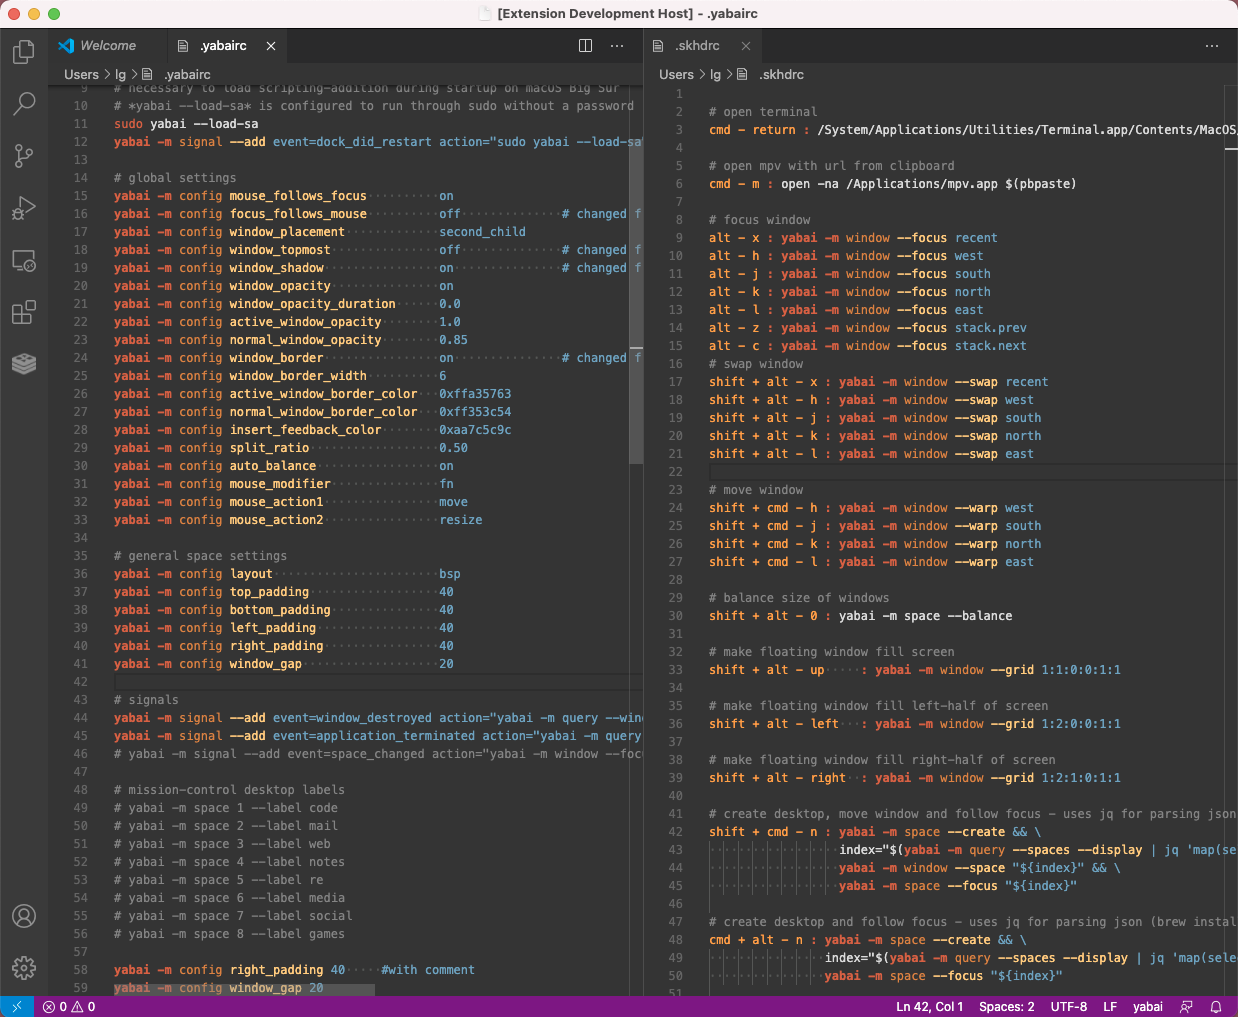 [Extension Development Host] - .yabairc
Welcome
.yabairc
Users > lg > .yabairc
9 # necessary to load scripting-addition during startup on macOS Big Sur
10 # *yabai --load-sa* is configured to run through sudo without a password
11 sudo yabai --load-sa
12 yabai -m signal --add event=dock_did_restart action="sudo yabai --load-sa"
13
14 # global settings
15 yabai -m config mouse_follows_focus on
16 yabai -m config focus_follows_mouse off # changed f
17 yabai -m config window_placement second_child
18 yabai -m config window_topmost off # changed f
19 yabai -m config window_shadow on # changed f
20 yabai -m config window_opacity on
21 yabai -m config window_opacity_duration 0.0
22 yabai -m config active_window_opacity 1.0
23 yabai -m config normal_window_opacity 0.85
24 yabai -m config window_border on # changed f
25 yabai -m config window_border_width 6
26 yabai -m config active_window_border_color 0xffa35763
27 yabai -m config normal_window_border_color 0xff353c54
28 yabai -m config insert_feedback_color 0xaa7c5c9c
29 yabai -m config split_ratio 0.50
30 yabai -m config auto_balance on
31 yabai -m config mouse_modifier fn
32 yabai -m config mouse_action1 move
33 yabai -m config mouse_action2 resize
34
35 # general space settings
36 yabai -m config layout bsp
37 yabai -m config top_padding 40
38 yabai -m config bottom_padding 40
39 yabai -m config left_padding 40
40 yabai -m config right_padding 40
41 yabai -m config window_gap 20
42
43 # signals
44 yabai -m signal --add event=window_destroyed action="yabai -m query --wind
45 yabai -m signal --add event=application_terminated action="yabai -m query
46 # yabai -m signal --add event=space_changed action="yabai -m window --focu
47
48 # mission-control desktop labels
49 # yabai -m space 1 --label code
50 # yabai -m space 2 --label mail
51 # yabai -m space 3 --label web
52 # yabai -m space 4 --label notes
53 # yabai -m space 5 --label re
54 # yabai -m space 6 --label media
55 # yabai -m space 7 --label social
56 # yabai -m space 8 --label games
57
58 yabai -m config right_padding 40 #with comment
59 yabai -m config window_gap 20
.skhdrc
Users > lg > .skhdrc
1
2 # open terminal
3 cmd - return : /System/Applications/Utilities/Terminal.app/Contents/MacOS/
4
5 # open mpv with url from clipboard
6 cmd - m : open -na /Applications/mpv.app $(pbpaste)
7
8 # focus window
9 alt - x : yabai -m window --focus recent
10 alt - h : yabai -m window --focus west
11 alt - j : yabai -m window --focus south
12 alt - k : yabai -m window --focus north
13 alt - l : yabai -m window --focus east
14 alt - z : yabai -m window --focus stack.prev
15 alt - c : yabai -m window --focus stack.next
16 # swap window
17 shift + alt - x : yabai -m window --swap recent
18 shift + alt - h : yabai -m window --swap west
19 shift + alt - j : yabai -m window --swap south
20 shift + alt - k : yabai -m window --swap north
21 shift + alt - l : yabai -m window --swap east
22
23 # move window
24 shift + cmd - h : yabai -m window --warp west
25 shift + cmd - j : yabai -m window --warp south
26 shift + cmd - k : yabai -m window --warp north
27 shift + cmd - l : yabai -m window --warp east
28
29 # balance size of windows
30 shift + alt - 0 : yabai -m space --balance
31
32 # make floating window fill screen
33 shift + alt - up : yabai -m window --grid 1:1:0:0:1:1
34
35 # make floating window fill left-half of screen
36 shift + alt - left : yabai -m window --grid 1:2:0:0:1:1
37
38 # make floating window fill right-half of screen
39 shift + alt - right : yabai -m window --grid 1:2:1:0:1:1
40
41 # create desktop, move window and follow focus - uses jq for parsing json
42 shift + cmd - n : yabai -m space --create && \
43 index="$(yabai -m query --spaces --display | jq 'map(sel
44 yabai -m window --space "${index}" && \
45 yabai -m space --focus "${index}"
46
47 # create desktop and follow focus - uses jq for parsing json (brew instal
48 cmd + alt - n : yabai -m space --create && \
49 index="$(yabai -m query --spaces --display | jq 'map(sele
50 yabai -m space --focus "${index}"
51
0 0
Ln 42, Col 1 Spaces: 2 UTF-8 LF yabai